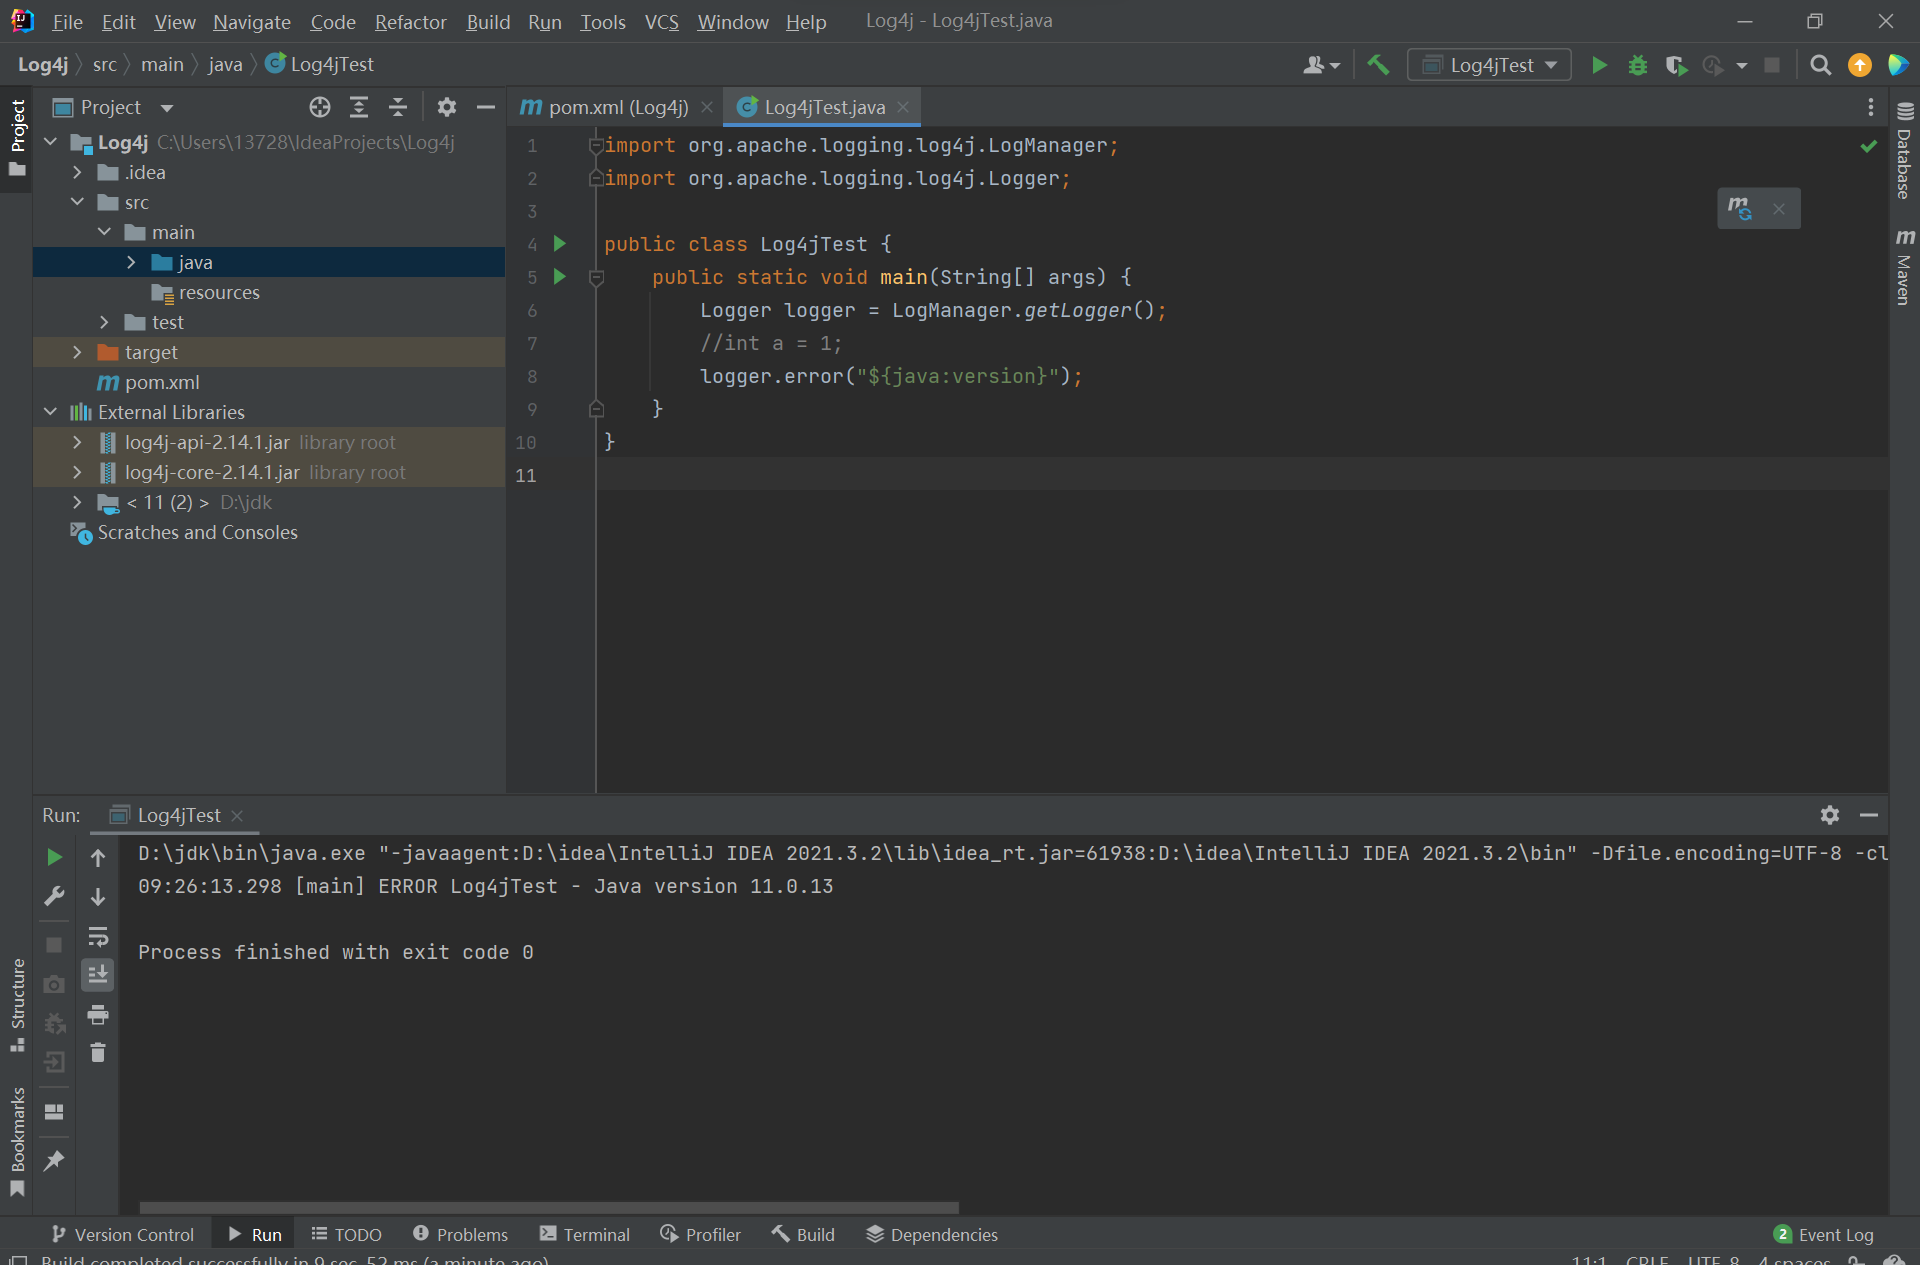 File Edit View Navigate Code Refactor Build Run Tools VCS Window Help Log4j - Log4jTest.java
Log4j src main java Log4jTest
Log4jTest
Project
Log4j C:\Users\13728\IdeaProjects\Log4j
.idea
src
main
java
resources
test
target
pom.xml
External Libraries
log4j-api-2.14.1.jar library root
log4j-core-2.14.1.jar library root
< 11 (2) > D:\jdk
Scratches and Consoles
pom.xml (Log4j) Log4jTest.java
1 import org.apache.logging.log4j.LogManager;
2 import org.apache.logging.log4j.Logger;
3
4 public class Log4jTest {
5 public static void main(String[] args) {
6 Logger logger = LogManager.getLogger();
7 //int a = 1;
8 logger.error("${java:version}");
9 }
10 }
11
Project
Structure
Bookmarks
Database
Maven
Run: Log4jTest
D:\jdk\bin\java.exe "-javaagent:D:\idea\IntelliJ IDEA 2021.3.2\lib\idea_rt.jar=61938:D:\idea\IntelliJ IDEA 2021.3.2\bin" -Dfile.encoding=UTF-8 -cl
09:26:13.298 [main] ERROR Log4jTest - Java version 11.0.13
Process finished with exit code 0
Version Control Run TODO Problems Terminal Profiler Build Dependencies 2 Event Log
Build completed successfully in 9 sec, 52 ms (a minute ago) 11:1 CRLF UTF-8 4 spaces